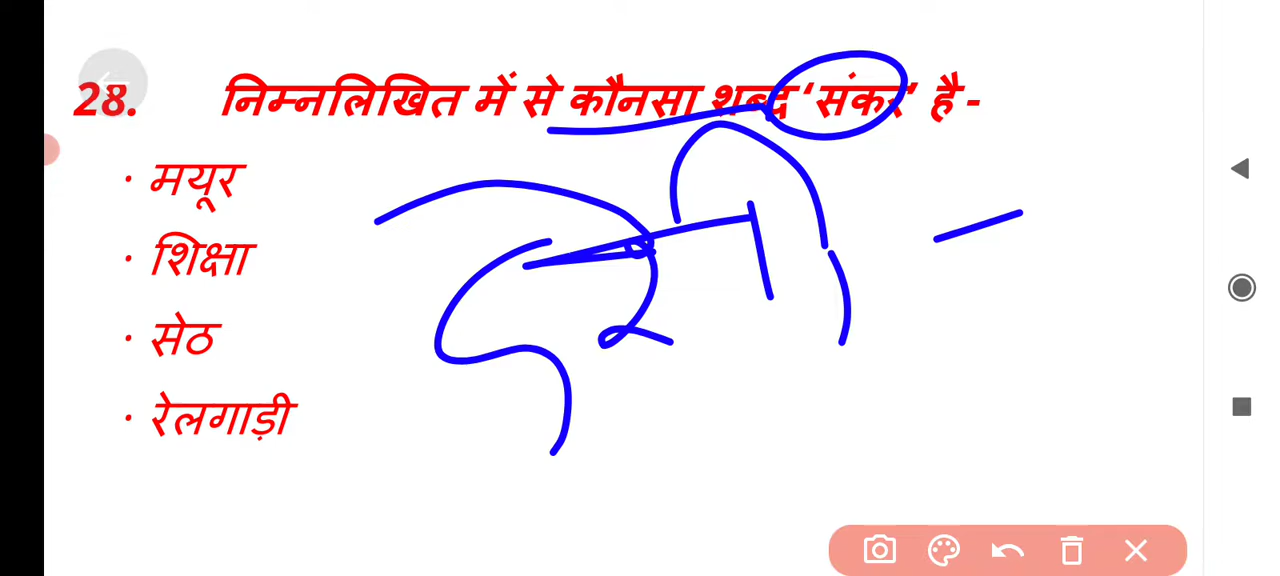 28. निम्नलिखित में से कौनसा शब्द ‘संकर’ है -
· मयूर
· शिक्षा
· सेठ
· रेलगाड़ी